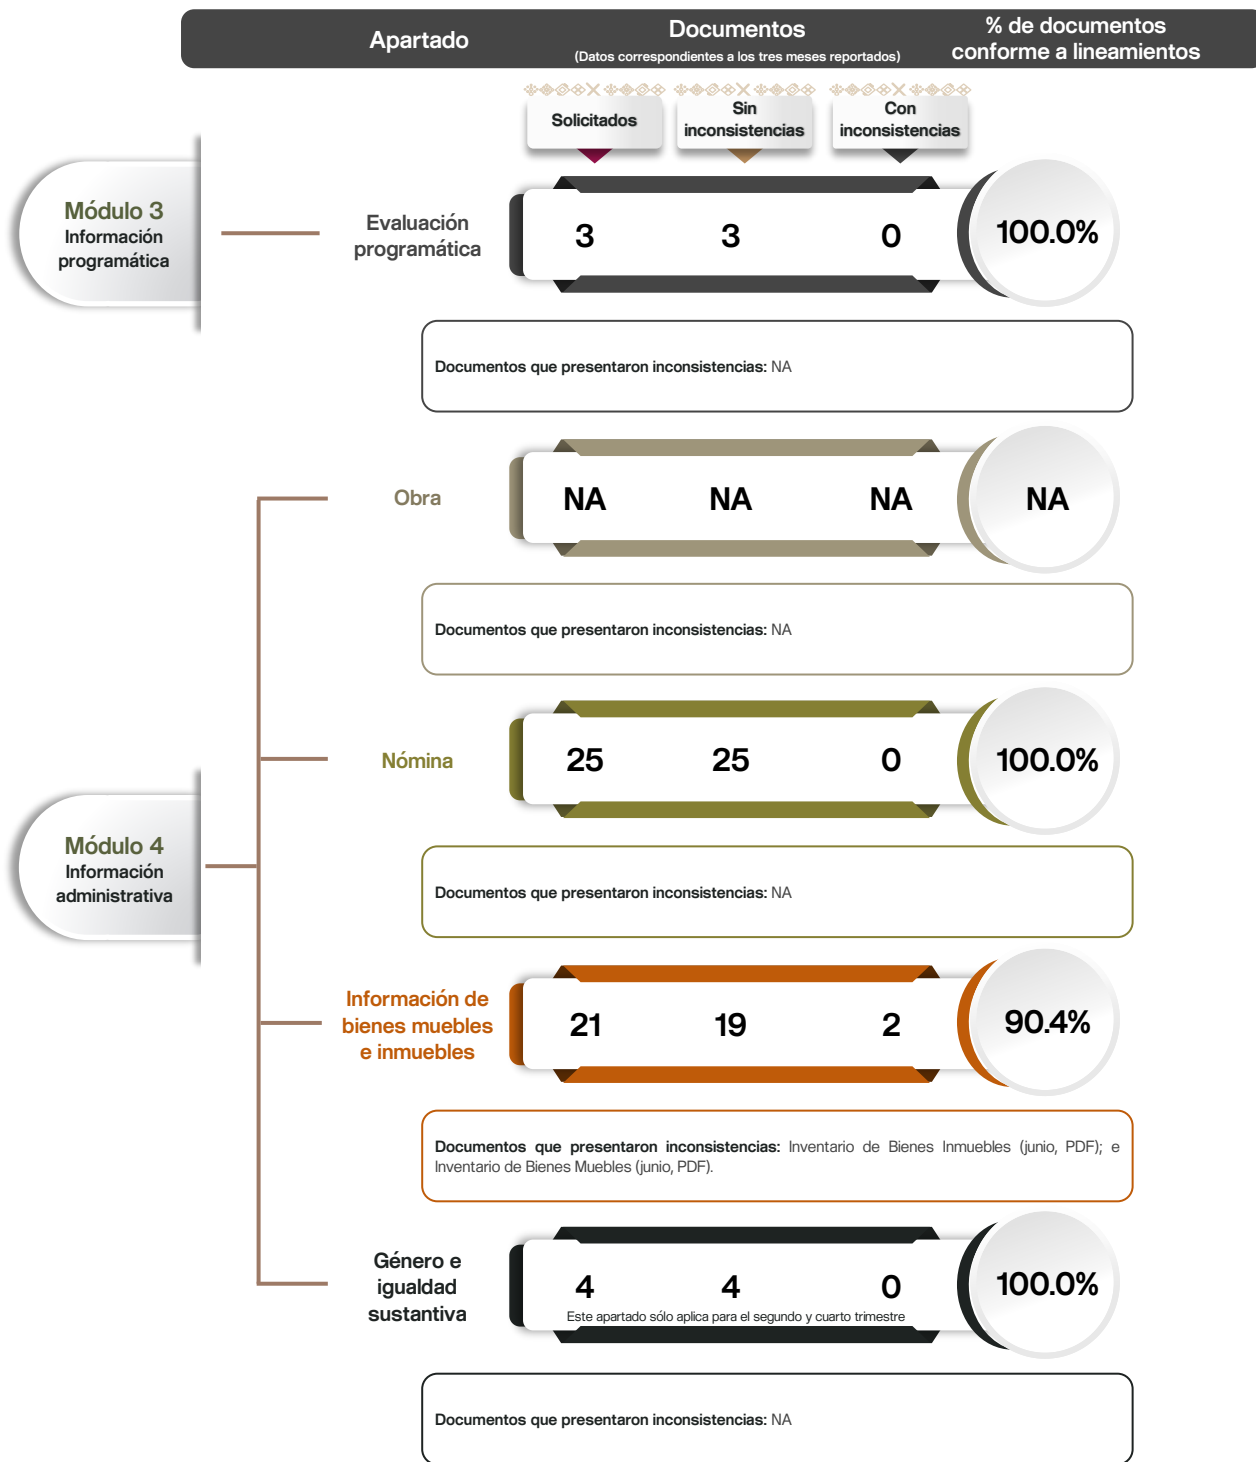 Apartado
Documentos
(Datos correspondientes a los tres meses reportados)
% de documentos
conforme a lineamientos
Solicitados
Sin
inconsistencias
Con
inconsistencias
Módulo 3
Información
programática
Evaluación
programática
3 3 0 100.0%
Documentos que presentaron inconsistencias: NA
Obra
NA NA NA NA
Documentos que presentaron inconsistencias: NA
Nómina
25 25 0 100.0%
Documentos que presentaron inconsistencias: NA
Módulo 4
Información
administrativa
Información de
bienes muebles
e inmuebles
21 19 2 90.4%
Documentos que presentaron inconsistencias: Inventario de Bienes Inmuebles (junio, PDF); e
Inventario de Bienes Muebles (junio, PDF).
Género e
igualdad
sustantiva
4 4 0 100.0%
Este apartado sólo aplica para el segundo y cuarto trimestre
Documentos que presentaron inconsistencias: NA